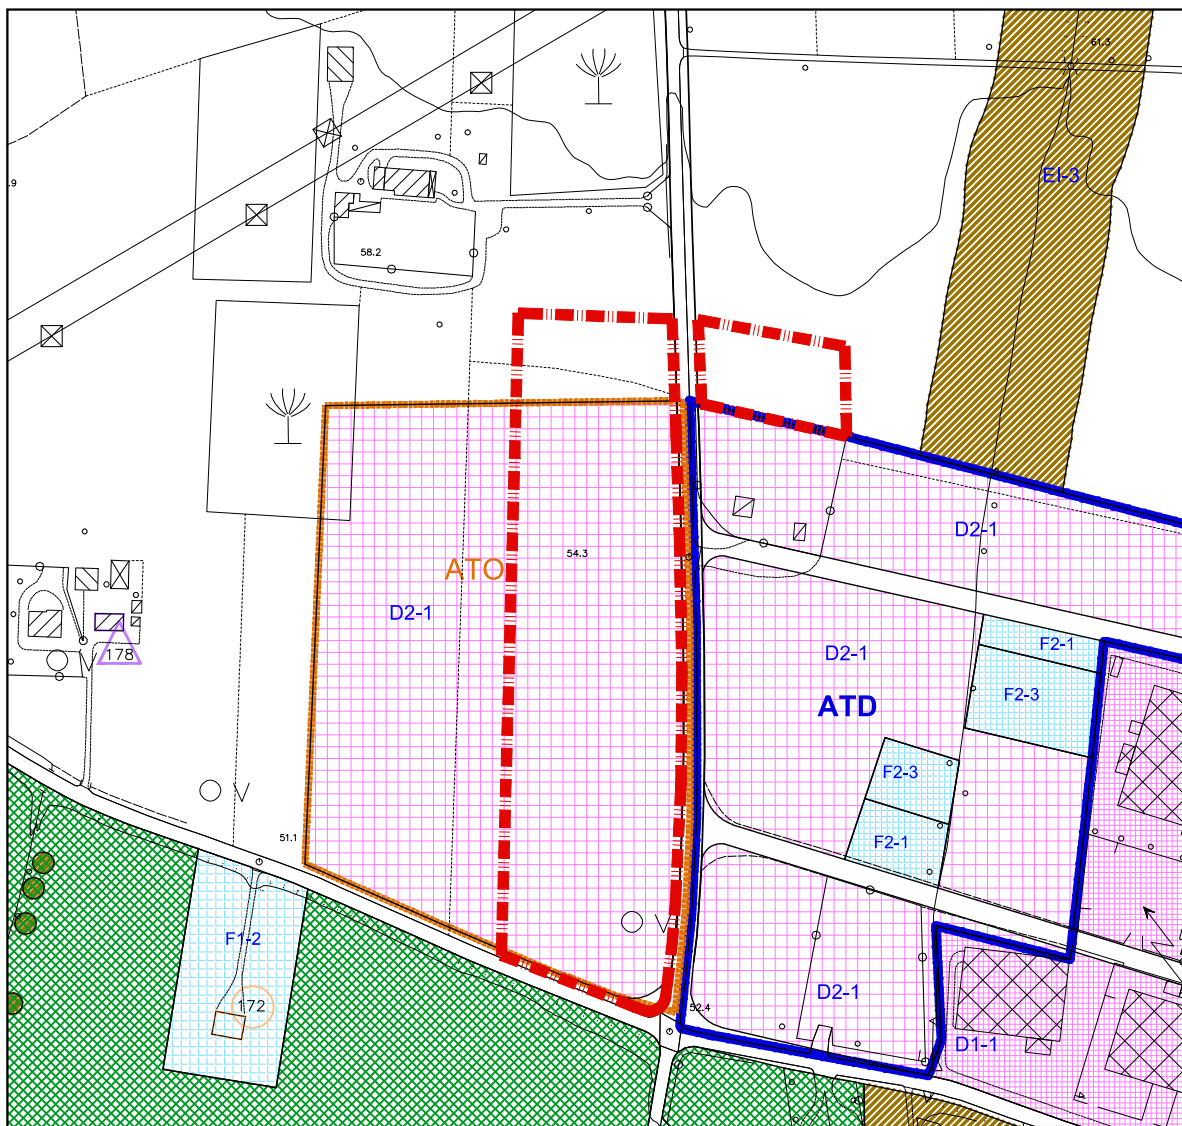 61.3
.9
EI-3
58.2
D2-1
54.3
ATO
D2-1
F2-1
D2-1
178
F2-3
ATD
F2-3
51.1
F2-1
F1-2
D2-1
172
52.4
D1-1